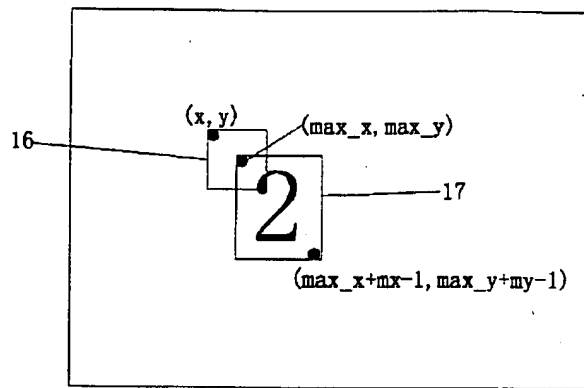 (x, y)
(max_x, max_y)
16
17
2
(max_x+mx-1, max_y+my-1)